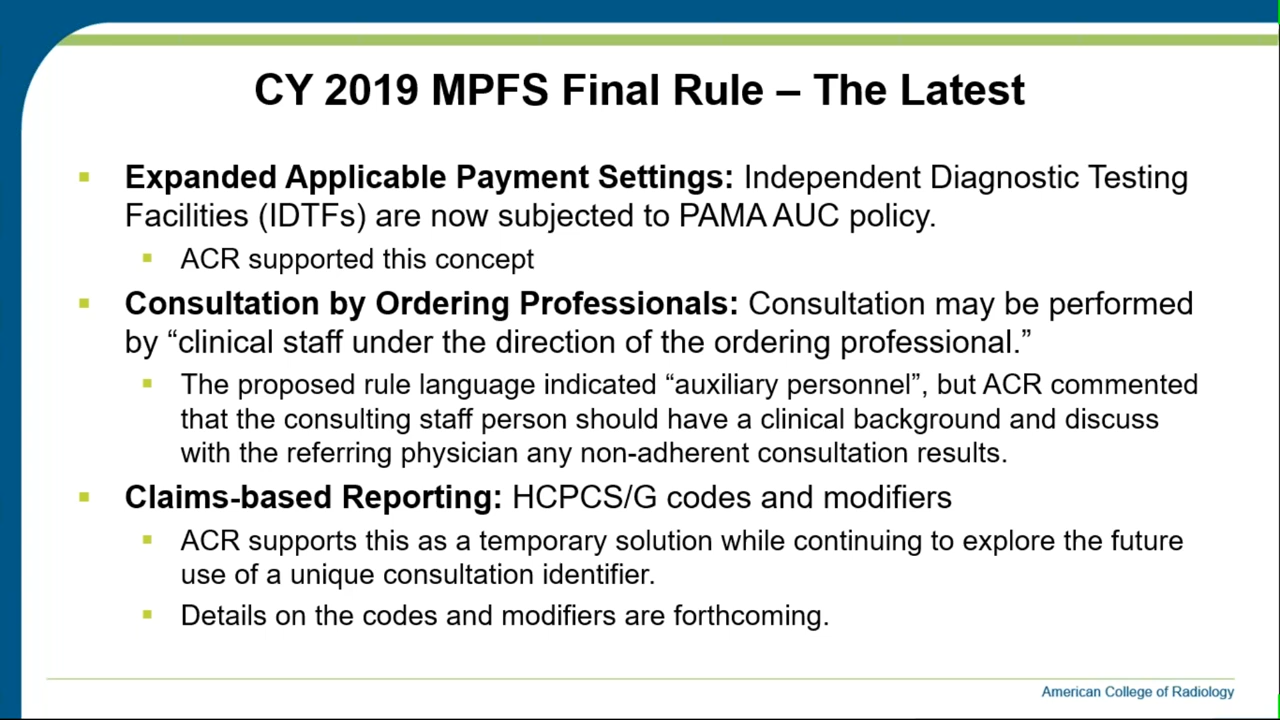 CY 2019 MPFS Final Rule – The Latest
Expanded Applicable Payment Settings: Independent Diagnostic Testing
Facilities (IDTFs) are now subjected to PAMA AUC policy.
ACR supported this concept
Consultation by Ordering Professionals: Consultation may be performed
by “clinical staff under the direction of the ordering professional.”
The proposed rule language indicated “auxiliary personnel”, but ACR commented
that the consulting staff person should have a clinical background and discuss
with the referring physician any non-adherent consultation results.
Claims-based Reporting: HCPCS/G codes and modifiers
ACR supports this as a temporary solution while continuing to explore the future
use of a unique consultation identifier.
Details on the codes and modifiers are forthcoming.
American College of Radiology